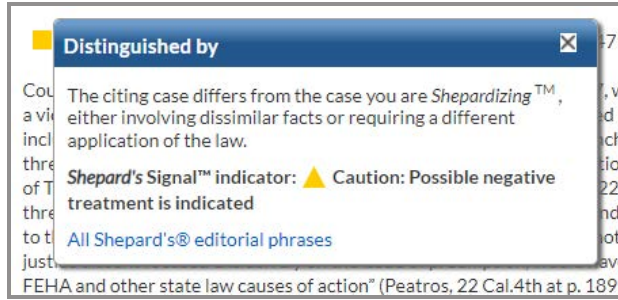 Distinguished by
47
The citing case differs from the case you are Shepardizing™,
either involving dissimilar facts or requiring a different
application of the law.
Shepard's Signal™ indicator: Caution: Possible negative
treatment is indicated
All Shepard's® editorial phrases
FEHA and other state law causes of action” (Peatros, 22 Cal.4th at p. 189